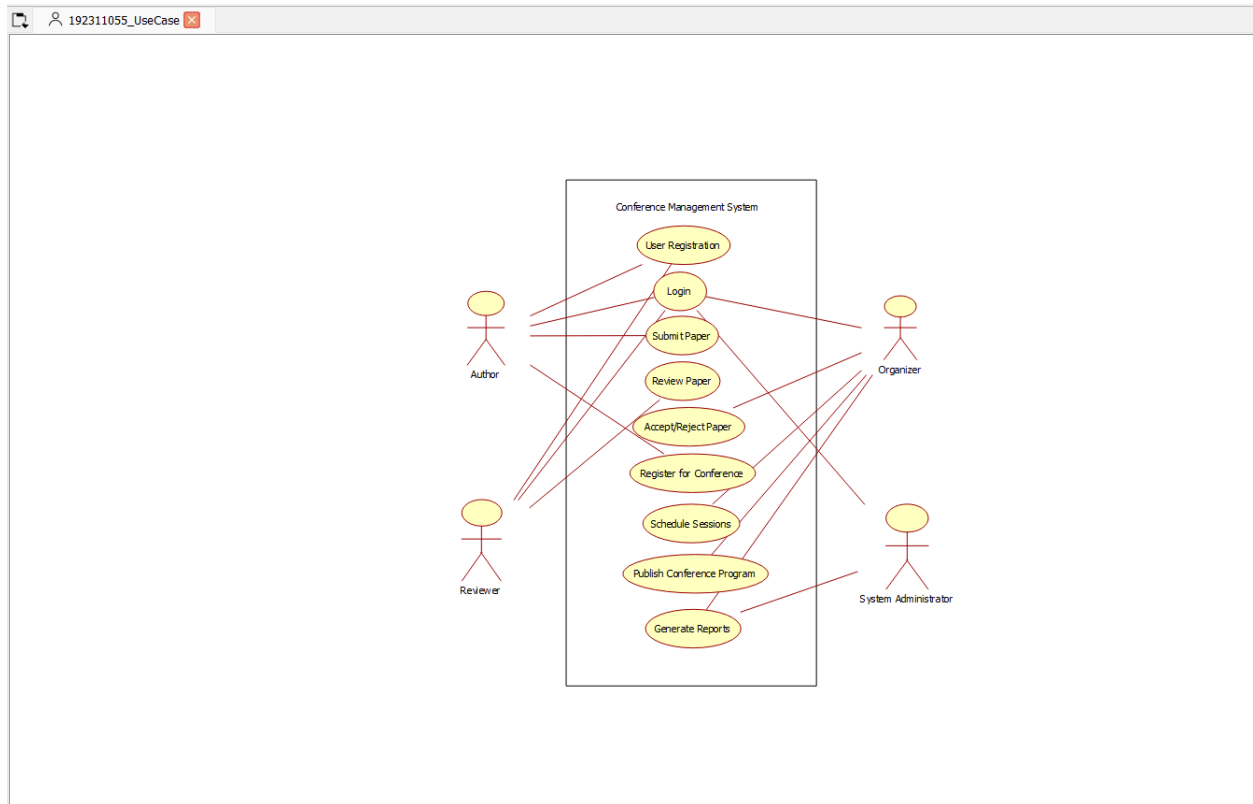 192311055_UseCase
Conference Management System
User Registration
Login
Submit Paper
Review Paper
Accept/Reject Paper
Register for Conference
Schedule Sessions
Publish Conference Program
Generate Reports
Author
Reviewer
Organizer
System Administrator